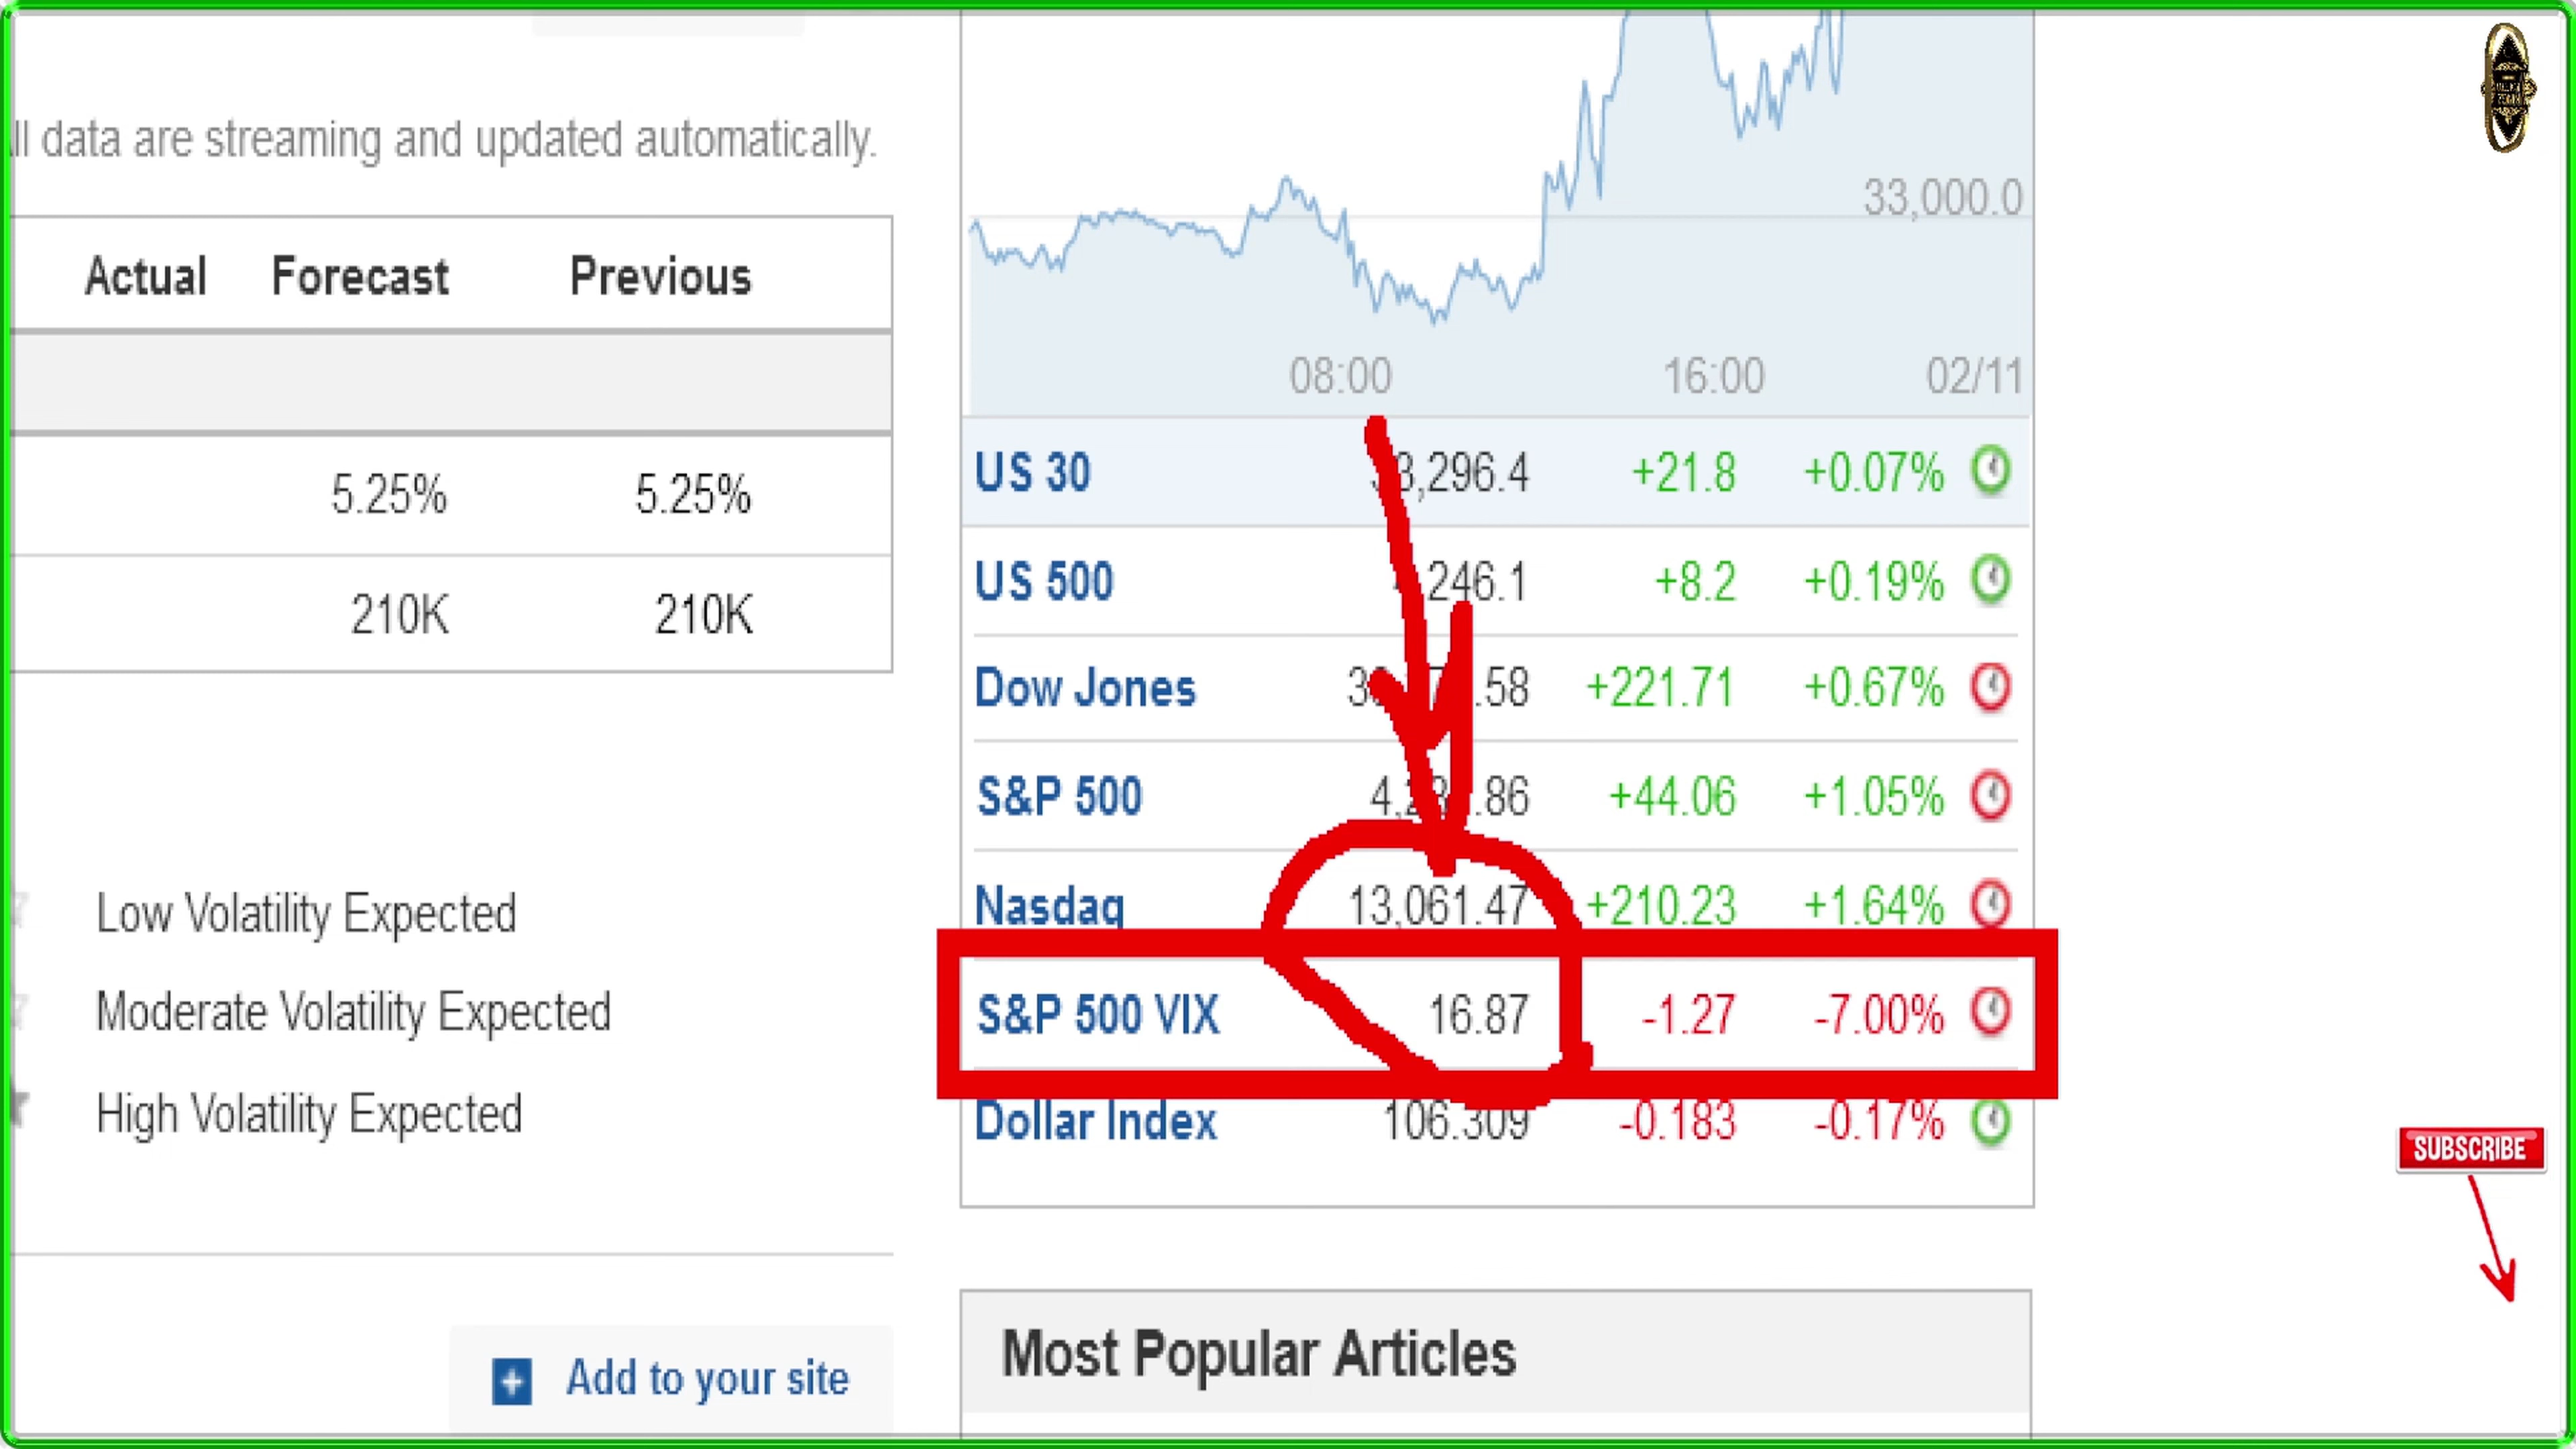 ll data are streaming and updated automatically.
Actual Forecast Previous
5.25% 5.25%
210K 210K
Low Volatility Expected
Moderate Volatility Expected
High Volatility Expected
Add to your site
33,000.0
08:00 16:00 02/11
US 30 +21.8 +0.07%
US 500 +8.2 +0.19%
Dow Jones +221.71 +0.67%
S&P 500 +44.06 +1.05%
Nasdaq 13,061.47 +210.23 +1.64%
S&P 500 VIX 16.87 -1.27 -7.00%
Dollar Index 106.309 -0.183 -0.17%
Most Popular Articles
SUBSCRIBE